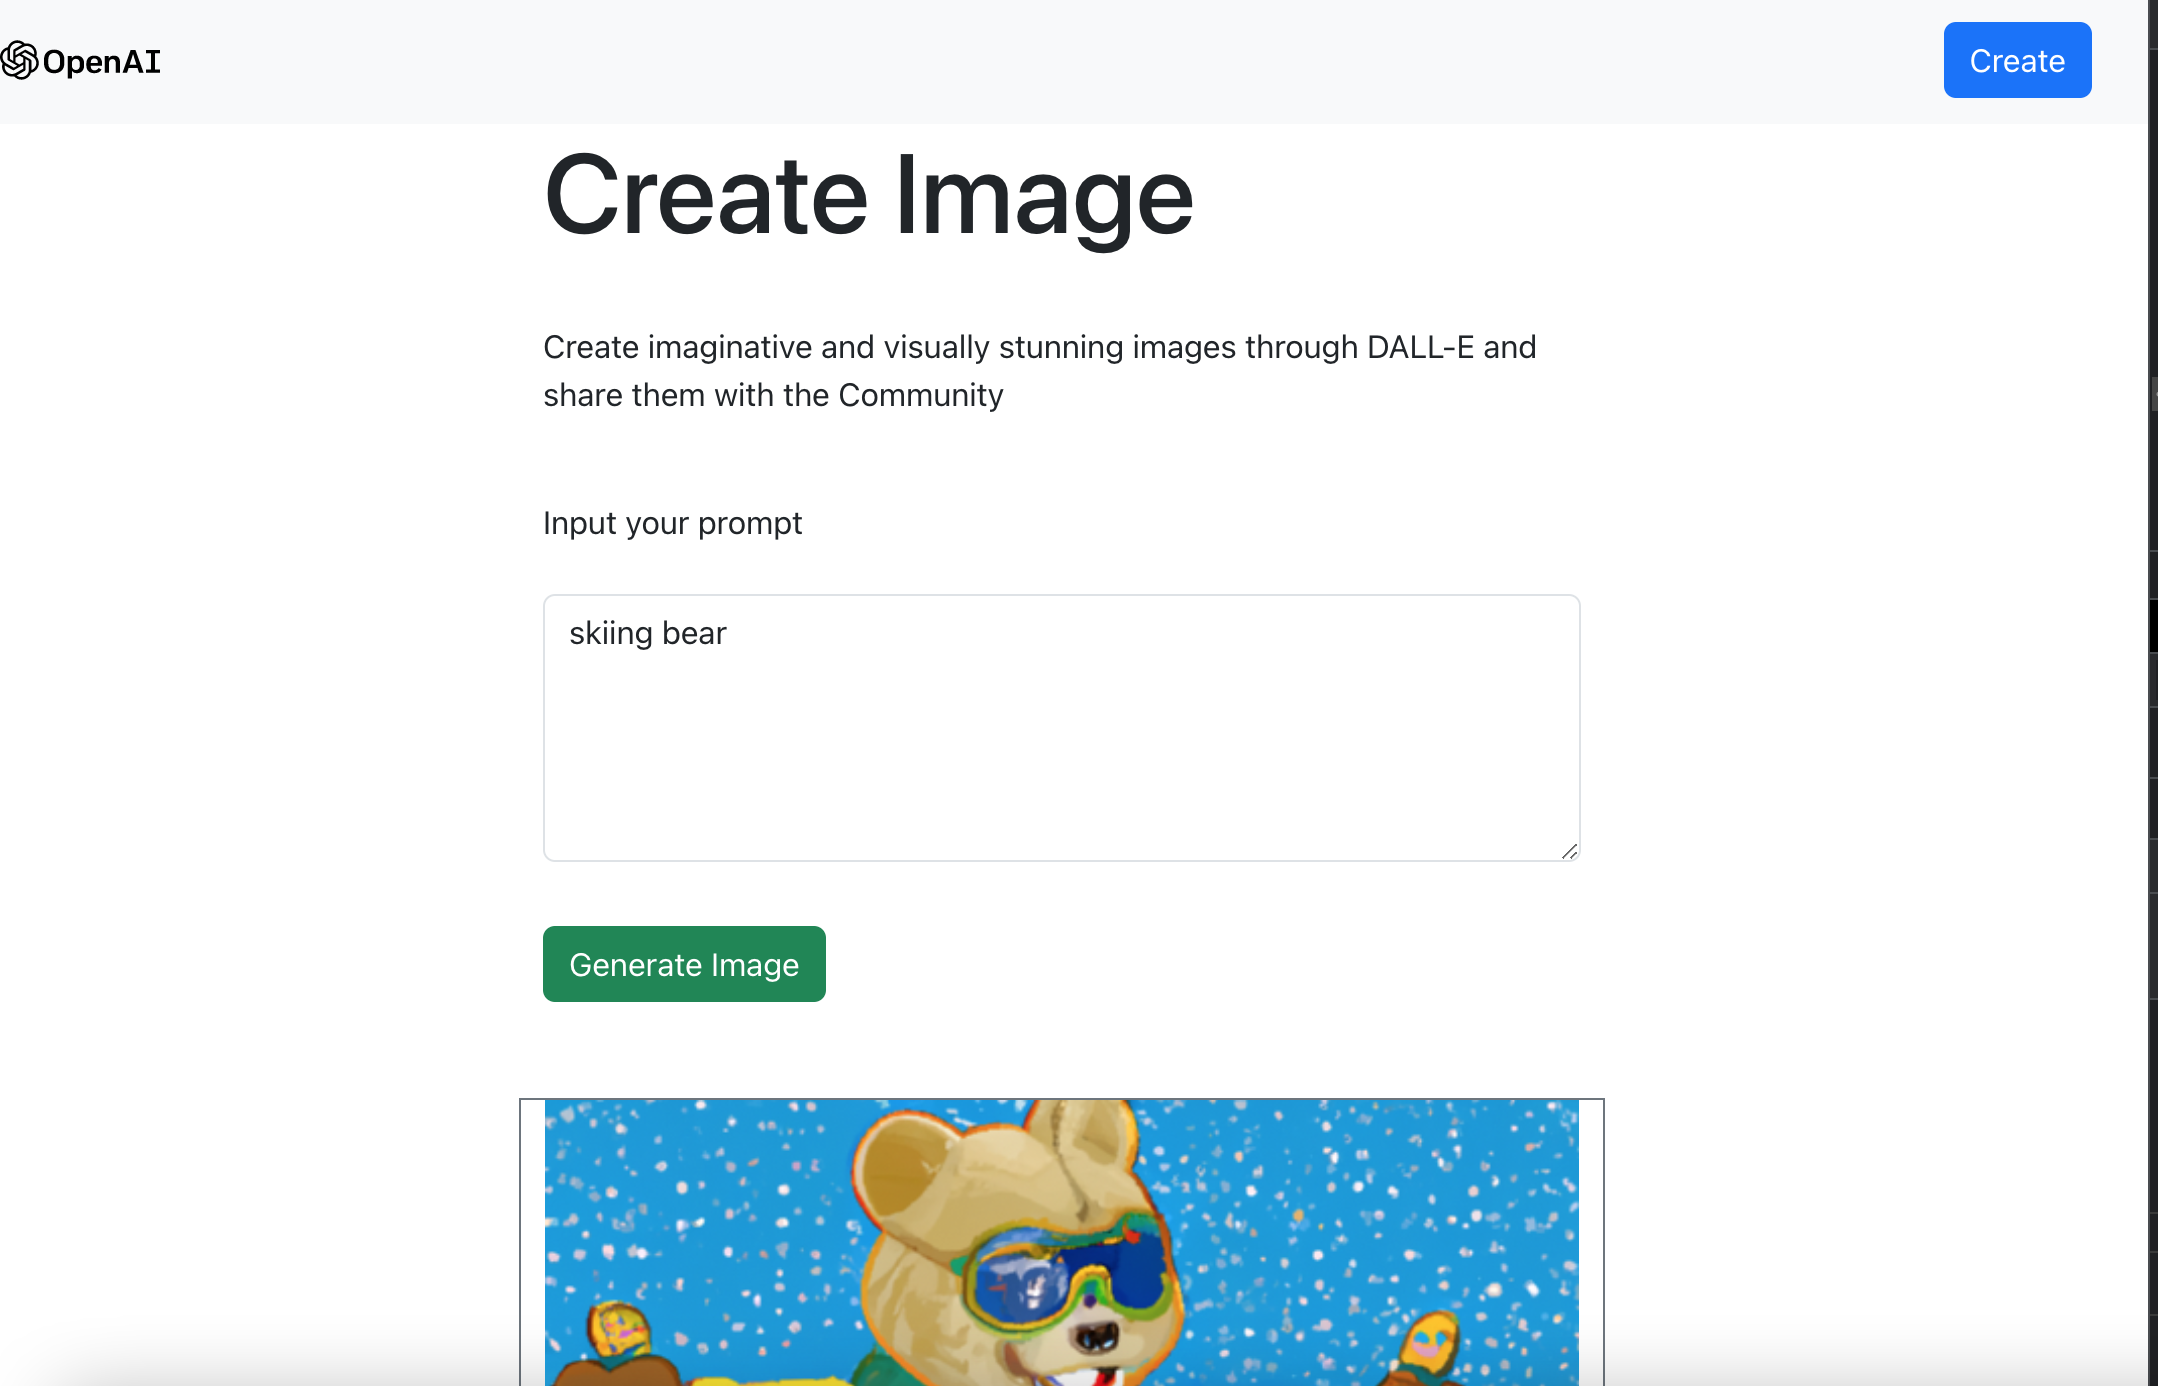 OpenAI
Create
Create Image
Create imaginative and visually stunning images through DALL-E and
share them with the Community
Input your prompt
skiing bear
Generate Image